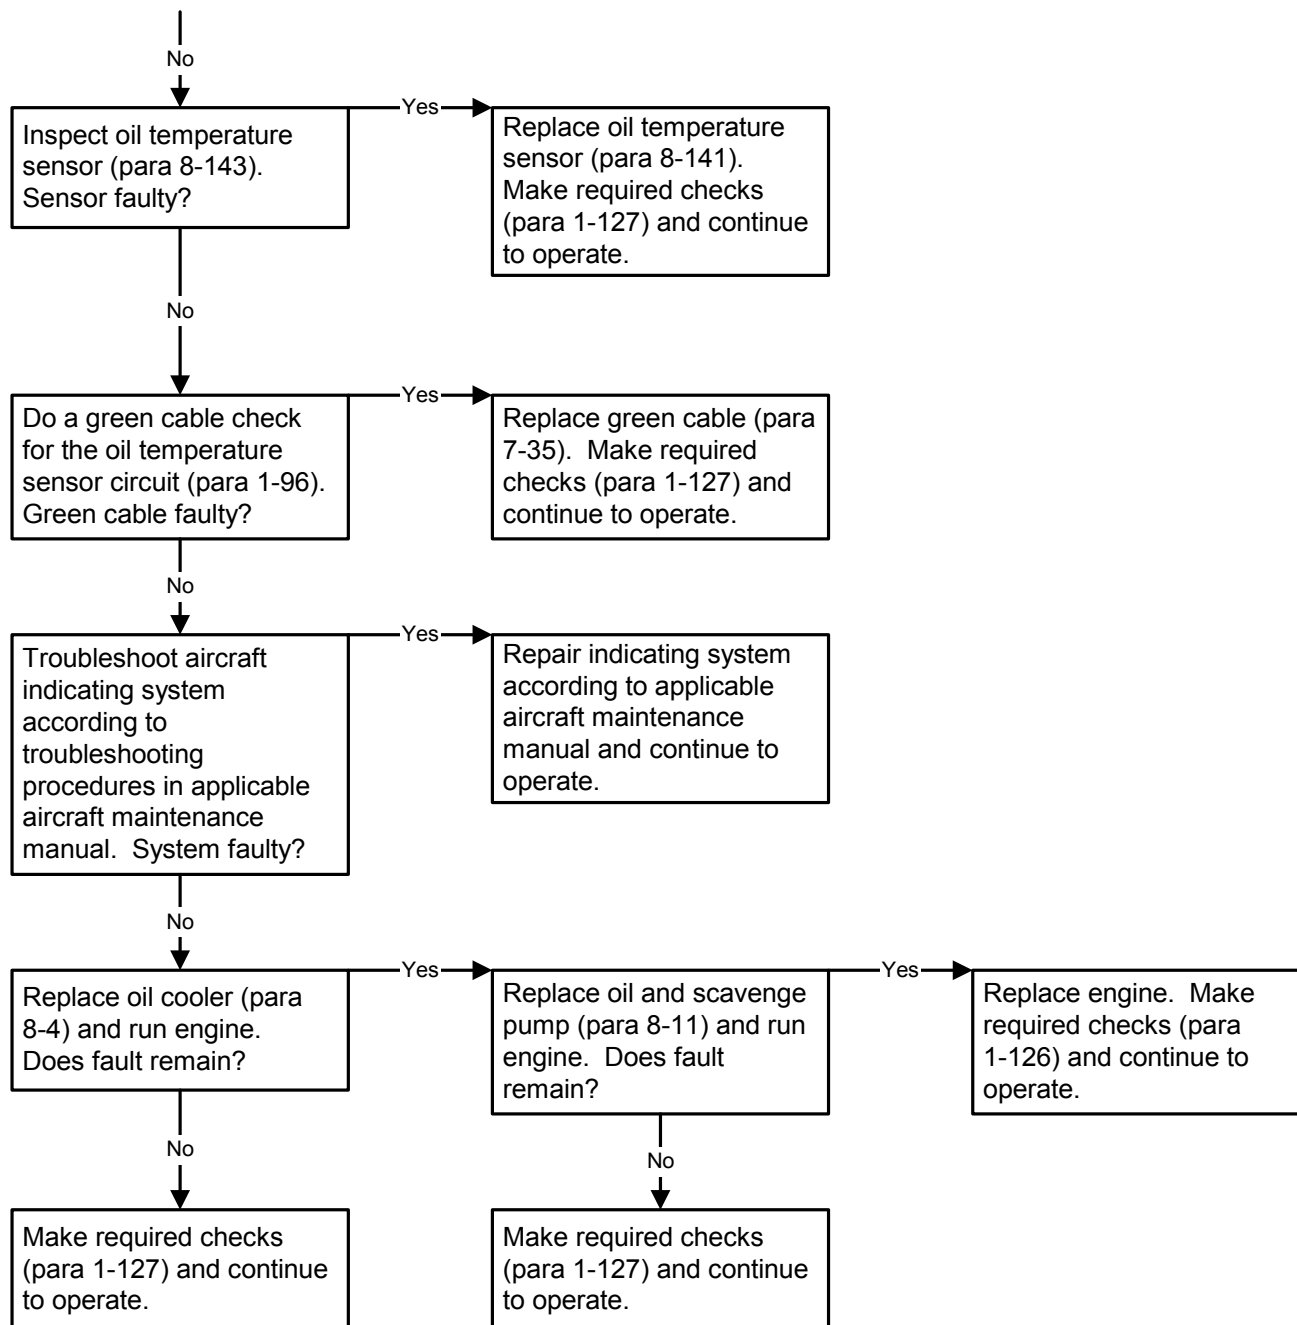 No
Inspect oil temperature
sensor (para 8-143).
Sensor faulty?
Yes
Replace oil temperature
sensor (para 8-141).
Make required checks
(para 1-127) and continue
to operate.
No
Do a green cable check
for the oil temperature
sensor circuit (para 1-96).
Green cable faulty?
Yes
Replace green cable (para
7-35).  Make required
checks (para 1-127) and
continue to operate.
No
Troubleshoot aircraft
indicating system
according to
troubleshooting
procedures in applicable
aircraft maintenance
manual.  System faulty?
Yes
Repair indicating system
according to applicable
aircraft maintenance
manual and continue to
operate.
No
Replace oil cooler (para
8-4) and run engine.
Does fault remain?
Yes
Replace oil and scavenge
pump (para 8-11) and run
engine.  Does fault
remain?
Yes
Replace engine.  Make
required checks (para
1-126) and continue to
operate.
No
Make required checks
(para 1-127) and continue
to operate.
No
Make required checks
(para 1-127) and continue
to operate.